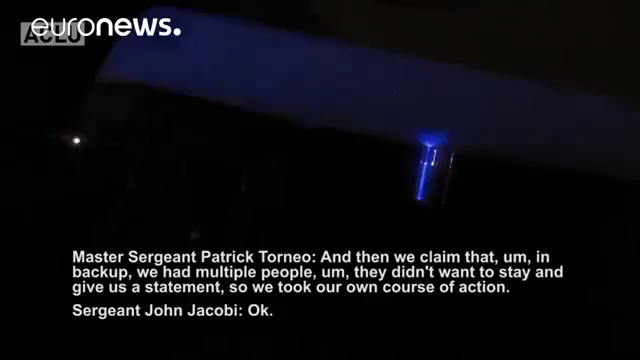 euronews.
ACLU
Master Sergeant Patrick Torneo: And then we claim that, um, in
backup, we had multiple people, um, they didn't want to stay and
give us a statement, so we took our own course of action.
Sergeant John Jacobi: Ok.